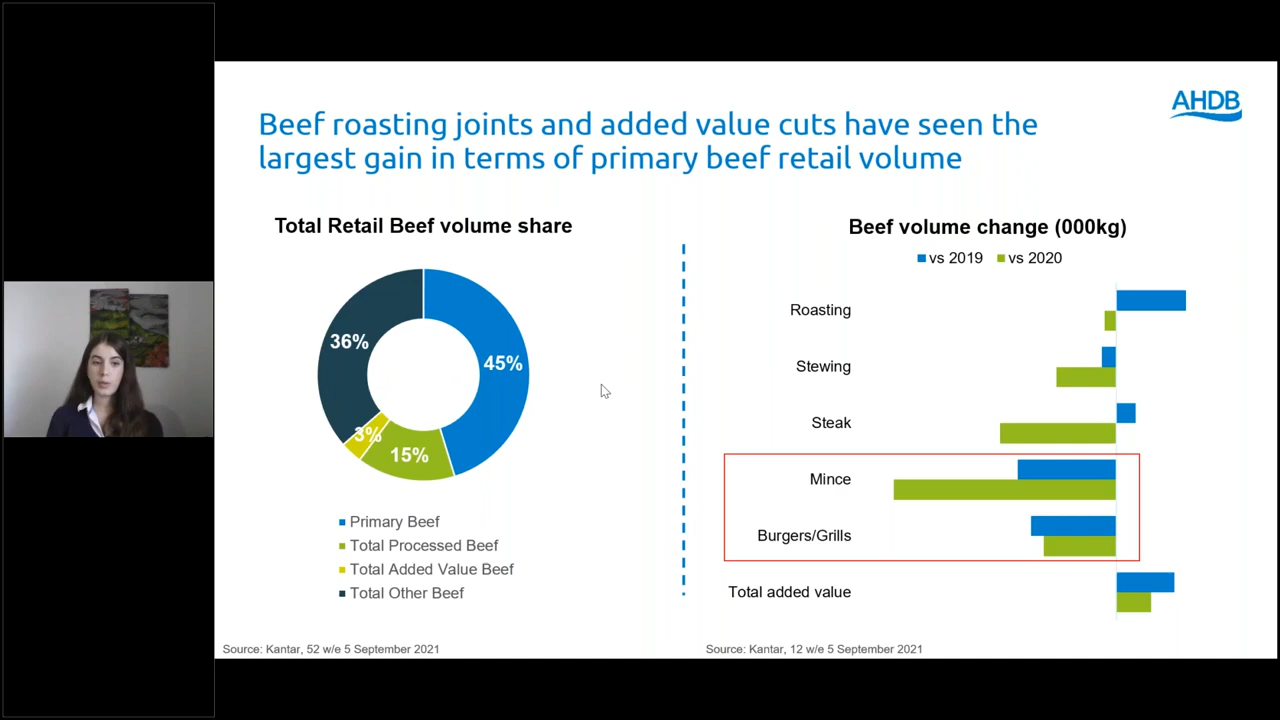 AHDB
Beef roasting joints and added value cuts have seen the
largest gain in terms of primary beef retail volume
Total Retail Beef volume share
36%
45%
3%
15%
Primary Beef
Total Processed Beef
Total Added Value Beef
Total Other Beef
Source: Kantar, 52 w/e 5 September 2021
Beef volume change (000kg)
vs 2019 vs 2020
Roasting
Stewing
Steak
Mince
Burgers/Grills
Total added value
Source: Kantar, 12 w/e 5 September 2021